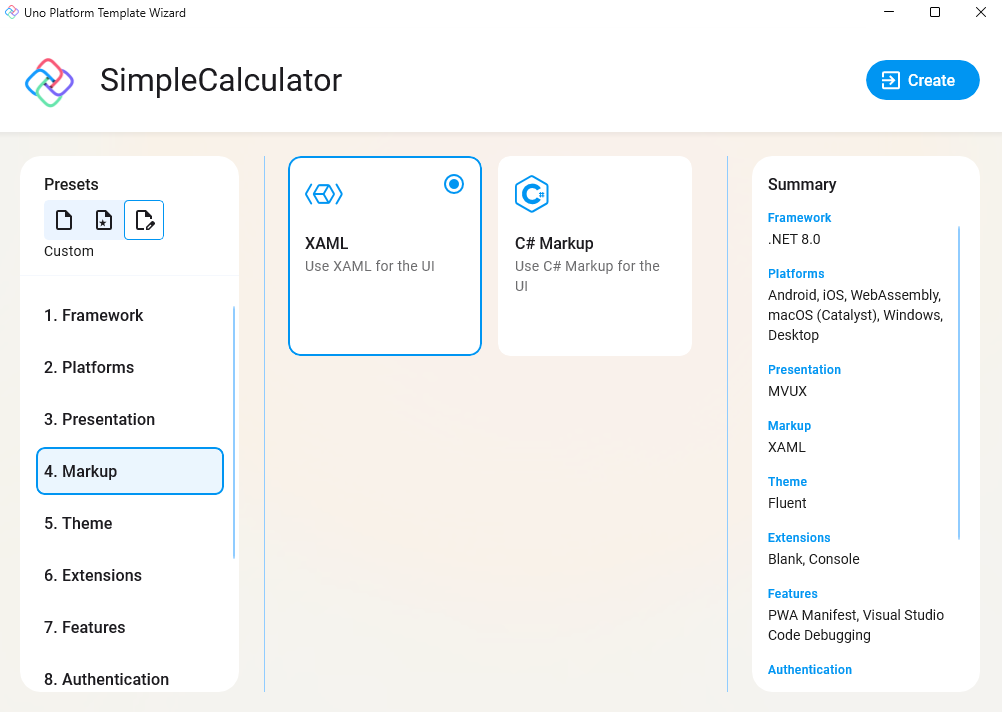 Uno Platform Template Wizard
SimpleCalculator
Create
Presets
Custom
1. Framework
2. Platforms
3. Presentation
4. Markup
5. Theme
6. Extensions
7. Features
8. Authentication
XAML
Use XAML for the UI
C# Markup
Use C# Markup for the
UI
Summary
Framework
.NET 8.0
Platforms
Android, iOS, WebAssembly,
macOS (Catalyst), Windows,
Desktop
Presentation
MVUX
Markup
XAML
Theme
Fluent
Extensions
Blank, Console
Features
PWA Manifest, Visual Studio
Code Debugging
Authentication